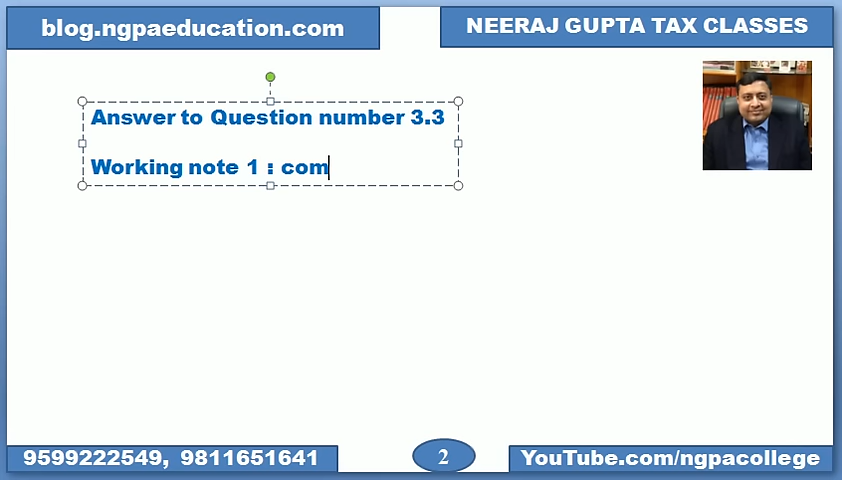 blog.ngpaeducation.com
NEERAJ GUPTA TAX CLASSES
Answer to Question number 3.3
Working note 1 : com
9599222549, 9811651641
2
YouTube.com/ngpacollege